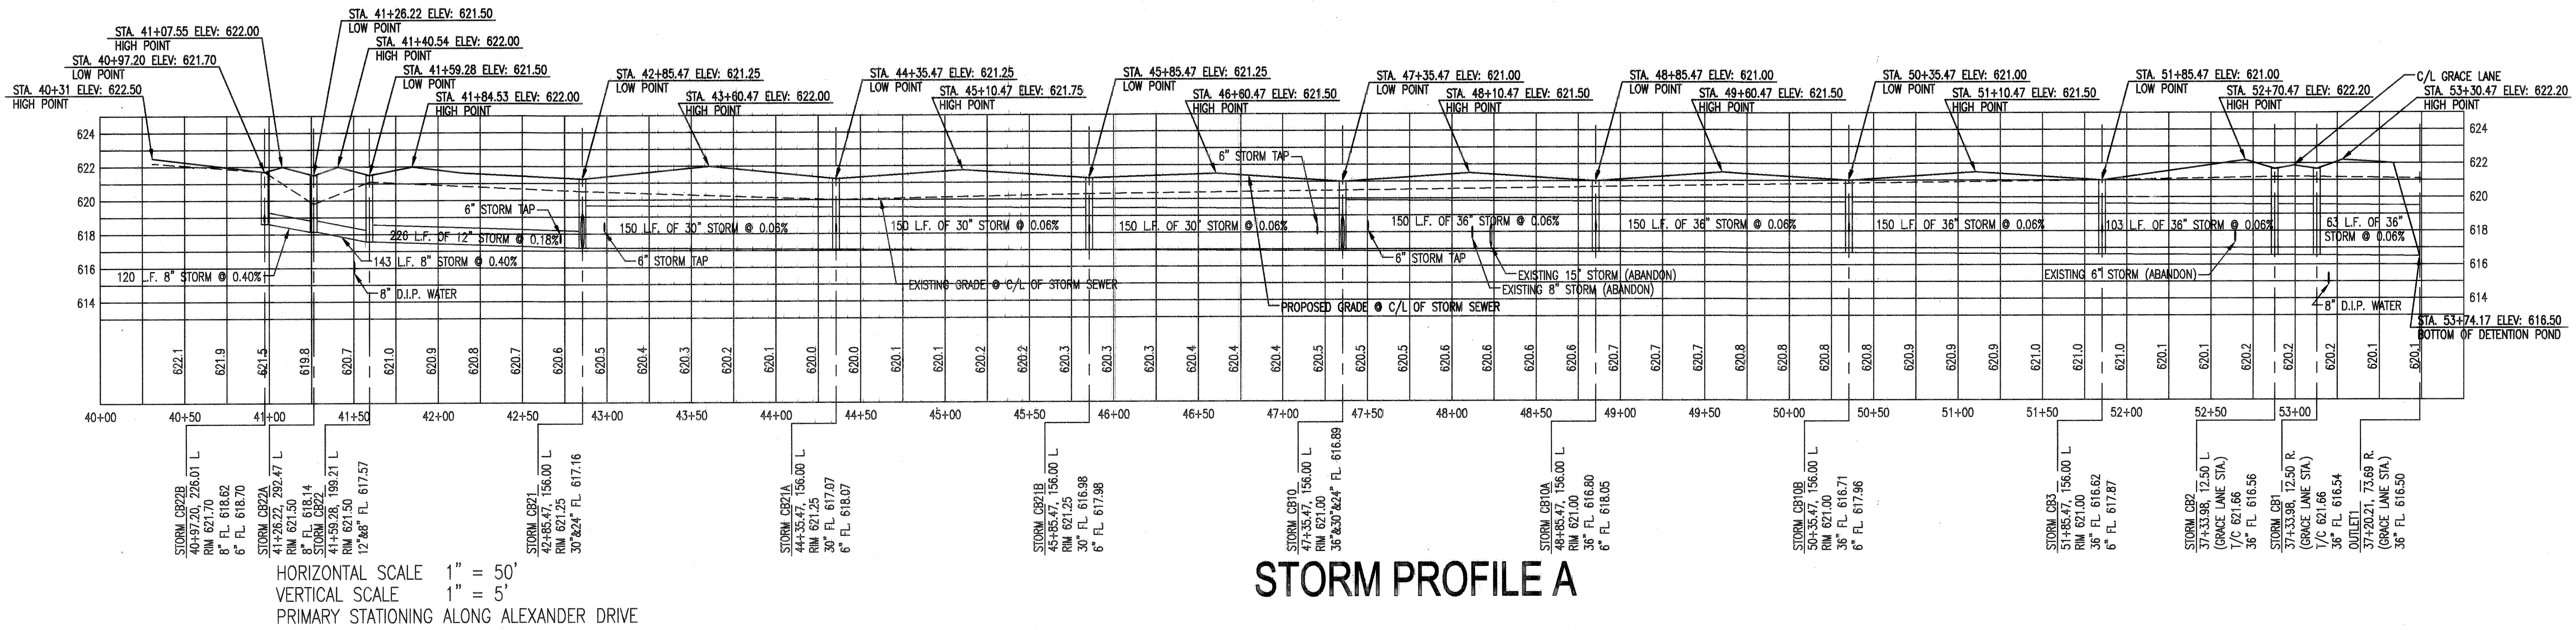 STA. 41+26.22 ELEV: 621.50
LOW POINT
STA. 41+07.55 ELEV: 622.00
HIGH POINT
STA. 41+40.54 ELEV: 622.00
HIGH POINT
STA. 40+97.20 ELEV: 621.70
LOW POINT
STA. 41+59.28 ELEV: 621.50
LOW POINT
STA. 40+31 ELEV: 622.50
HIGH POINT
STA. 41+84.53 ELEV: 622.00
HIGH POINT
STA. 42+85.47 ELEV: 621.25
LOW POINT
STA. 43+60.47 ELEV: 622.00
HIGH POINT
STA. 44+35.47 ELEV: 621.25
LOW POINT
STA. 45+10.47 ELEV: 621.75
HIGH POINT
STA. 45+85.47 ELEV: 621.25
LOW POINT
STA. 46+60.47 ELEV: 621.50
HIGH POINT
STA. 47+35.47 ELEV: 621.00
LOW POINT
STA. 48+10.47 ELEV: 621.50
HIGH POINT
STA. 48+85.47 ELEV: 621.00
LOW POINT
STA. 49+60.47 ELEV: 621.50
HIGH POINT
STA. 50+35.47 ELEV: 621.00
LOW POINT
STA. 51+10.47 ELEV: 621.50
HIGH POINT
STA. 51+85.47 ELEV: 621.00
LOW POINT
STA. 52+70.47 ELEV: 622.20
HIGH POINT
C/L GRACE LANE
STA. 53+30.47 ELEV: 622.20
HIGH POINT
624
622
620
618
616
614
624
622
620
618
616
614
6" STORM TAP
6" STORM TAP
226 L.F. OF 12" STORM @ 0.18%
150 L.F. OF 30" STORM @ 0.06%
150 L.F. OF 30" STORM @ 0.06%
150 L.F. OF 30" STORM @ 0.06%
150 L.F. OF 36" STORM @ 0.06%
150 L.F. OF 36" STORM @ 0.06%
150 L.F. OF 36" STORM @ 0.06%
103 L.F. OF 36" STORM @ 0.06%
63 L.F. OF 36"
STORM @ 0.06%
120 L.F. 8" STORM @ 0.40%
143 L.F. 8" STORM @ 0.40%
6" STORM TAP
6" STORM TAP
8" D.I.P. WATER
EXISTING GRADE @ C/L OF STORM SEWER
EXISTING 15" STORM (ABANDON)
EXISTING 8" STORM (ABANDON)
EXISTING 6" STORM (ABANDON)
PROPOSED GRADE @ C/L OF STORM SEWER
8" D.I.P. WATER
STA. 53+74.17 ELEV: 616.50
BOTTOM OF DETENTION POND
622.1
621.9
621.5
619.8
620.7
621.0
620.9
620.8
620.7
620.6
620.5
620.4
620.3
620.2
620.1
620.0
620.0
620.1
620.1
620.2
620.2
620.3
620.3
620.3
620.4
620.4
620.4
620.5
620.5
620.5
620.6
620.6
620.6
620.6
620.7
620.7
620.8
620.8
620.8
620.8
620.9
620.9
620.9
621.0
621.0
621.0
620.1
620.1
620.2
620.2
620.2
620.1
620.1
40+00
40+50
41+00
41+50
42+00
42+50
43+00
43+50
44+00
44+50
45+00
45+50
46+00
46+50
47+00
47+50
48+00
48+50
49+00
49+50
50+00
50+50
51+00
51+50
52+00
52+50
53+00
STORM CB22B
40+97.20, 226.01 L
RIM 621.70
8" FL 618.62
6" FL 618.70
STORM CB22A
41+26.22, 292.47 L
RIM 621.50
8" FL 618.14
STORM CB22
41+59.28, 199.21 L
RIM 621.50
12"&8" FL 617.57
STORM CB21
42+85.47, 156.00 L
RIM 621.25
30"&24" FL 617.16
STORM CB21A
44+35.47, 156.00 L
RIM 621.25
30" FL 617.07
6" FL 618.07
STORM CB21B
45+85.47, 156.00 L
RIM 621.25
30" FL 616.98
6" FL 617.98
STORM CB10
47+35.47, 156.00 L
RIM 621.00
36"&30"&24" FL 616.89
STORM CB10A
48+85.47, 156.00 L
RIM 621.00
36" FL 616.80
6" FL 618.05
STORM CB10B
50+35.47, 156.00 L
RIM 621.00
36" FL 616.71
6" FL 617.96
STORM CB3
51+85.47, 156.00 L
RIM 621.00
36" FL 616.62
6" FL 617.87
STORM CB2
37+33.98, 12.50 L
(GRACE LANE STA.)
T/C 621.66
36" FL 616.56
STORM CB1
37+33.98, 12.50 R
(GRACE LANE STA.)
T/C 621.66
36" FL 616.54
OUTLET1
37+20.21, 73.69 R.
(GRACE LANE STA.)
36" FL 616.50
HORIZONTAL SCALE 1" = 50'
VERTICAL SCALE 1" = 5'
PRIMARY STATIONING ALONG ALEXANDER DRIVE
STORM PROFILE A